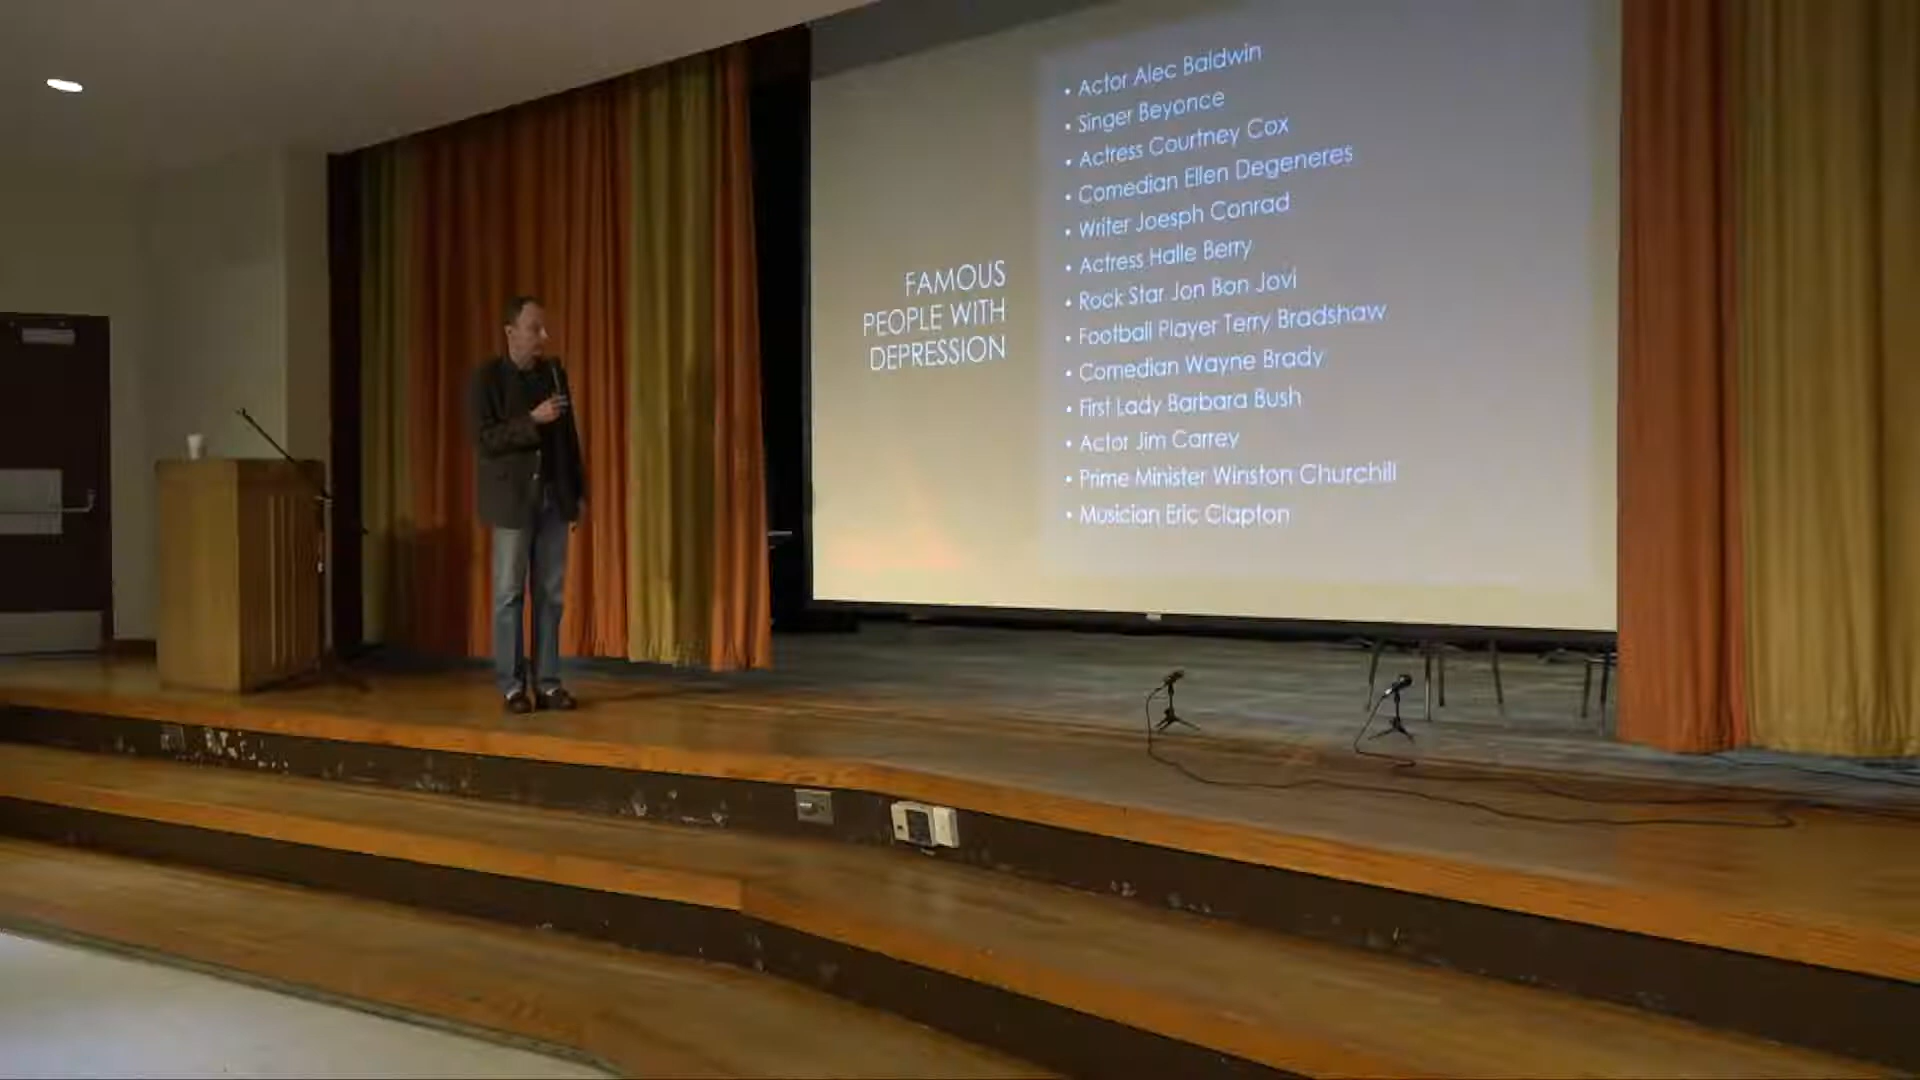 FAMOUS
PEOPLE WITH
DEPRESSION
• Actor Alec Baldwin
• Singer Beyonce
• Actress Courtney Cox
• Comedian Ellen Degeneres
• Writer Joesph Conrad
• Actress Halle Berry
• Rock Star Jon Bon Jovi
• Football Player Terry Bradshaw
• Comedian Wayne Brady
• First Lady Barbara Bush
• Actor Jim Carrey
• Prime Minister Winston Churchill
• Musician Eric Clapton